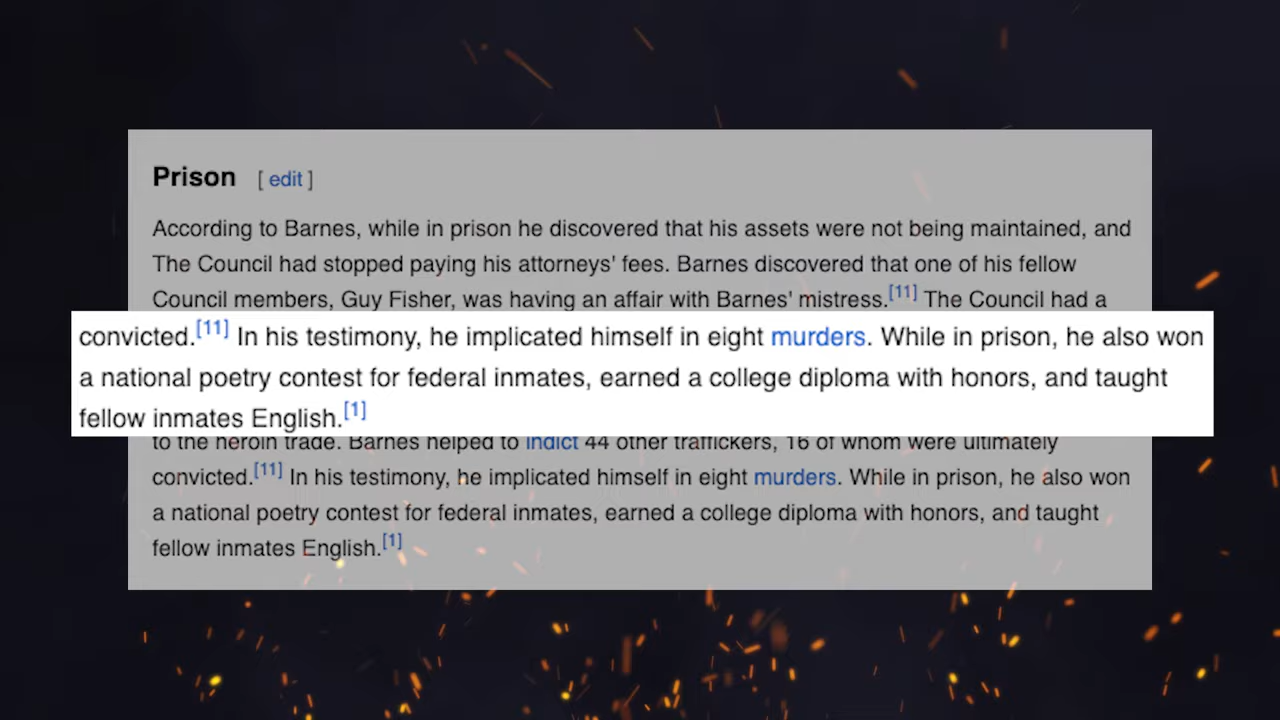 Prison [ edit ]
According to Barnes, while in prison he discovered that his assets were not being maintained, and
The Council had stopped paying his attorneys' fees. Barnes discovered that one of his fellow
Council members, Guy Fisher, was having an affair with Barnes' mistress.[11] The Council had a
convicted.[11] In his testimony, he implicated himself in eight murders. While in prison, he also won
a national poetry contest for federal inmates, earned a college diploma with honors, and taught
fellow inmates English.[1]
to the heroin trade. Barnes helped to indict 44 other traffickers, 16 of whom were ultimately
convicted.[11] In his testimony, he implicated himself in eight murders. While in prison, he also won
a national poetry contest for federal inmates, earned a college diploma with honors, and taught
fellow inmates English.[1]